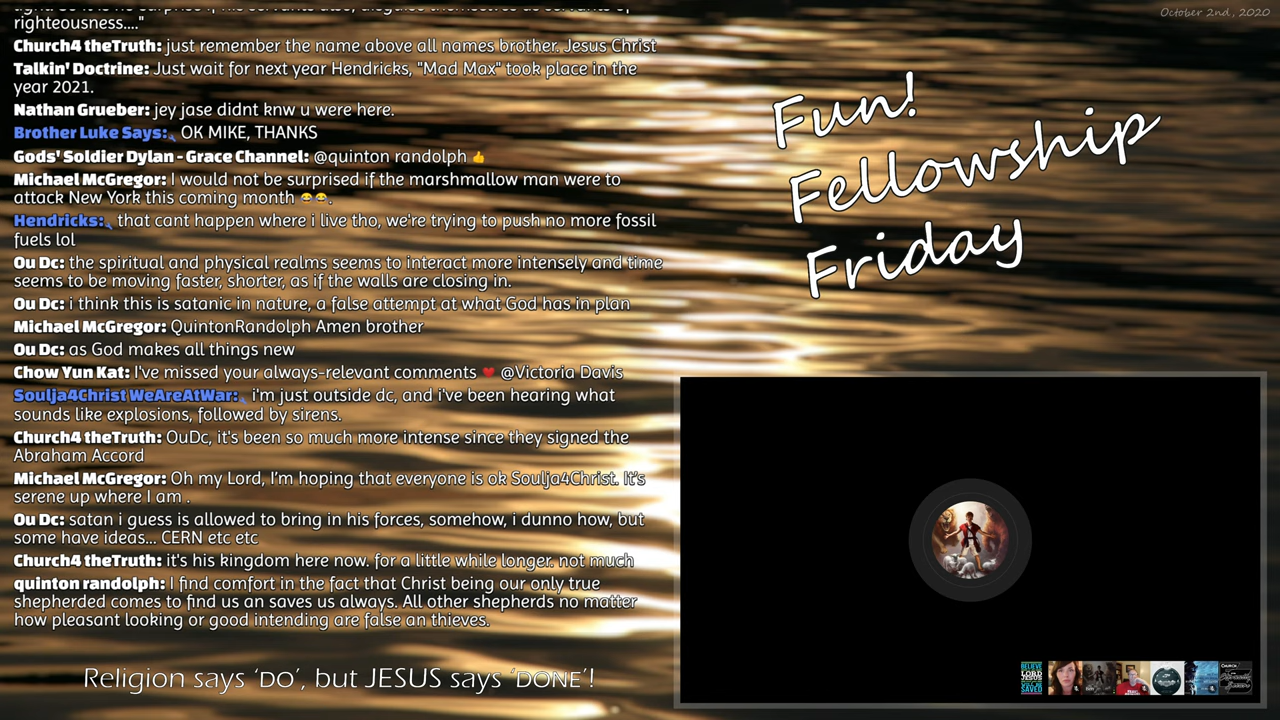 righteousness...."
Church4 theTruth: just remember the name above all names brother. Jesus Christ
Talkin' Doctrine: Just wait for next year Hendricks, "Mad Max" took place in the
year 2021.
Nathan Grueber: jey jase didnt knw u were here.
Brother Luke Says: OK MIKE, THANKS
Gods' Soldier Dylan - Grace Channel: @quinton randolph 👍
Michael McGregor: I would not be surprised if the marshmallow man were to
attack New York this coming month 😂😂.
Hendricks: that cant happen where i live tho, we're trying to push no more fossil
fuels lol
Ou Dc: the spiritual and physical realms seems to interact more intensely and time
seems to be moving faster, shorter, as if the walls are closing in.
Ou Dc: i think this is satanic in nature, a false attempt at what God has in plan
Michael McGregor: QuintonRandolph Amen brother
Ou Dc: as God makes all things new
Chow Yun Kat: I've missed your always-relevant comments ♥ @Victoria Davis
Soulja4Christ WeAreAtWar: i'm just outside dc, and i've been hearing what
sounds like explosions, followed by sirens.
Church4 theTruth: OuDc, it's been so much more intense since they signed the
Abraham Accord
Michael McGregor: Oh my Lord, I'm hoping that everyone is ok Soulja4Christ. It's
serene up where I am .
Ou Dc: satan i guess is allowed to bring in his forces, somehow, i dunno how, but
some have ideas... CERN etc etc
Church4 theTruth: it's his kingdom here now. for a little while longer. not much
quinton randolph: I find comfort in the fact that Christ being our only true
shepherded comes to find us an saves us always. All other shepherds no matter
how pleasant looking or good intending are false an thieves.
Religion says 'DO', but JESUS says 'DONE'!
October 2nd, 2020
Fun!
Fellowship
Friday
BELIEVE
LORD
JESUS
SAVED